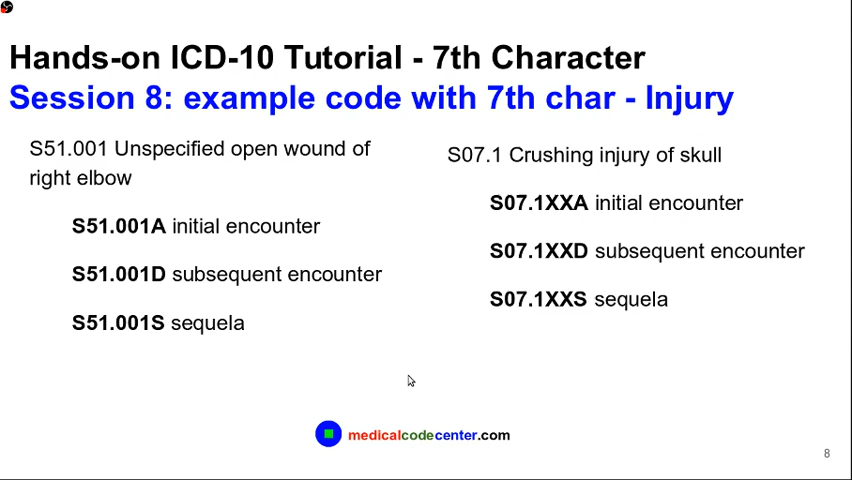 Hands-on ICD-10 Tutorial - 7th Character
Session 8: example code with 7th char - Injury
S51.001 Unspecified open wound of
right elbow
S51.001A initial encounter
S51.001D subsequent encounter
S51.001S sequela
S07.1 Crushing injury of skull
S07.1XXA initial encounter
S07.1XXD subsequent encounter
S07.1XXS sequela
medicalcodecenter.com
8